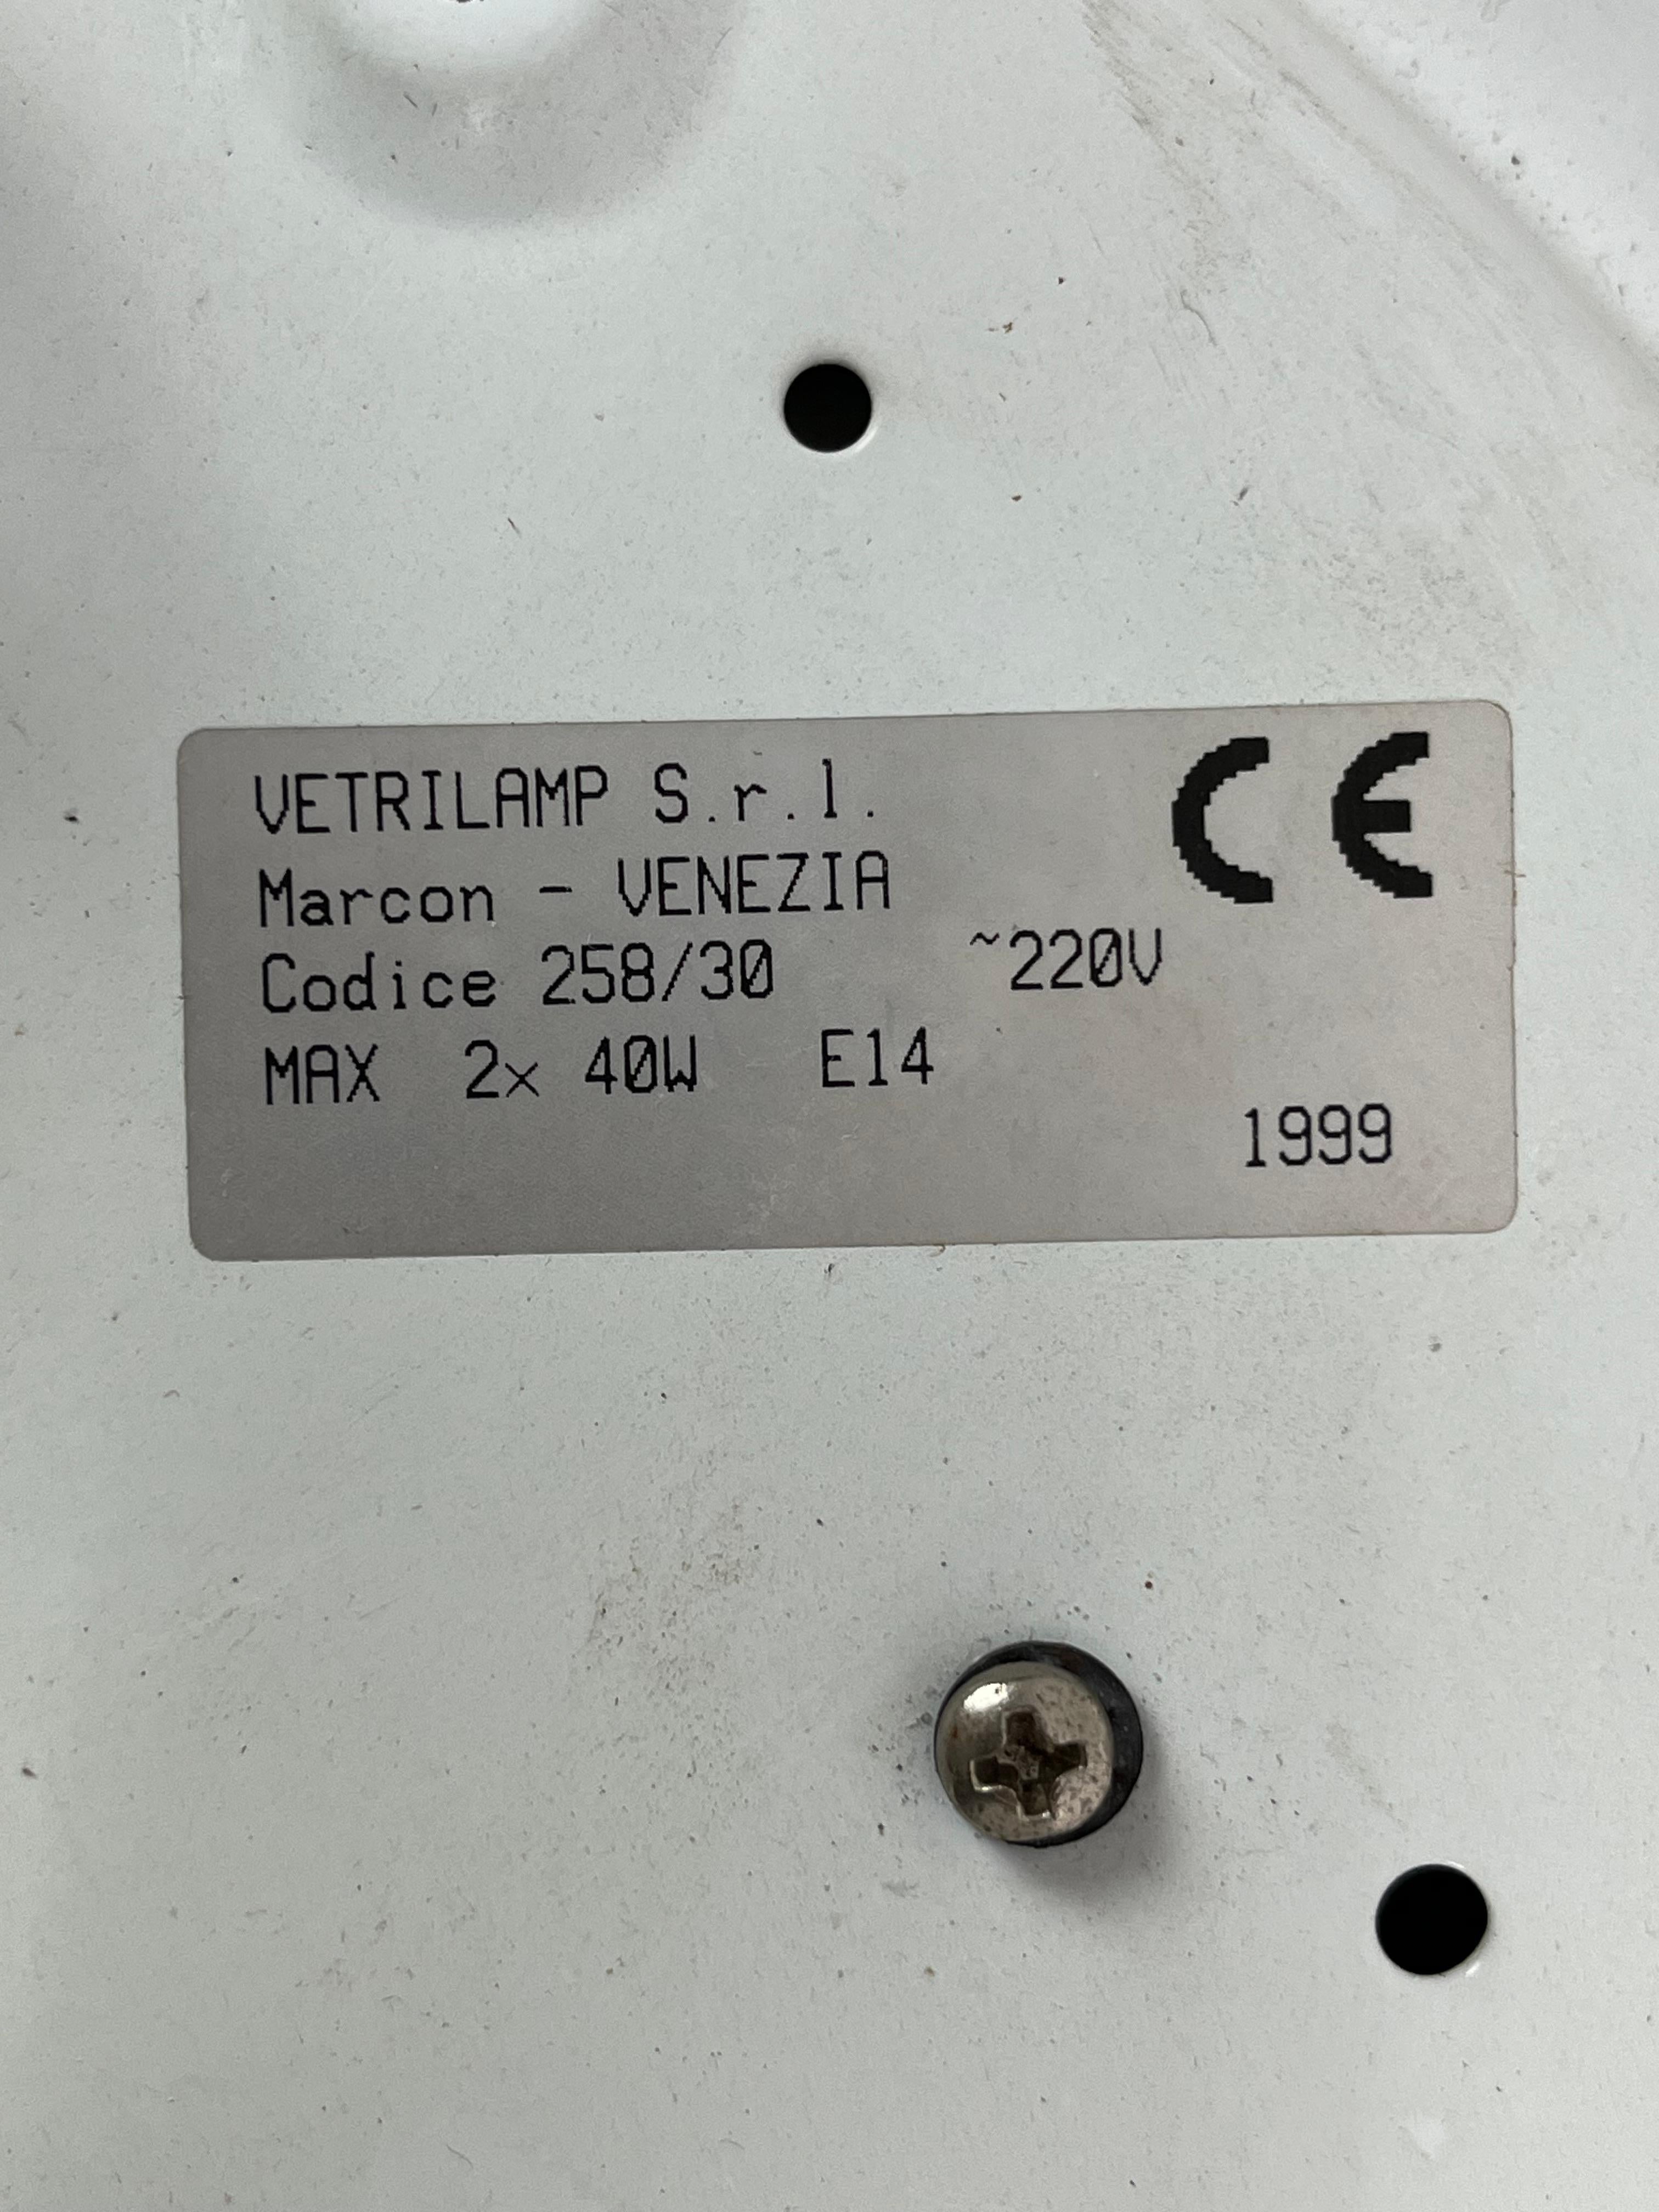 VETRILAMP S.r.l. CE
Marcon - VENEZIA
Codice 258/30 ~220V
MAX 2x 40W E14
1999